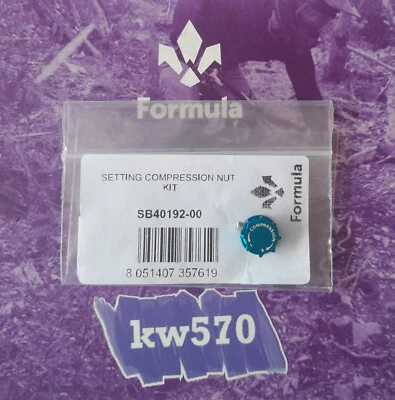 Formula
SETTING COMPRESSION NUT
KIT
SB40192-00
8 051407 357619
Formula
COMPRESSION
kw570